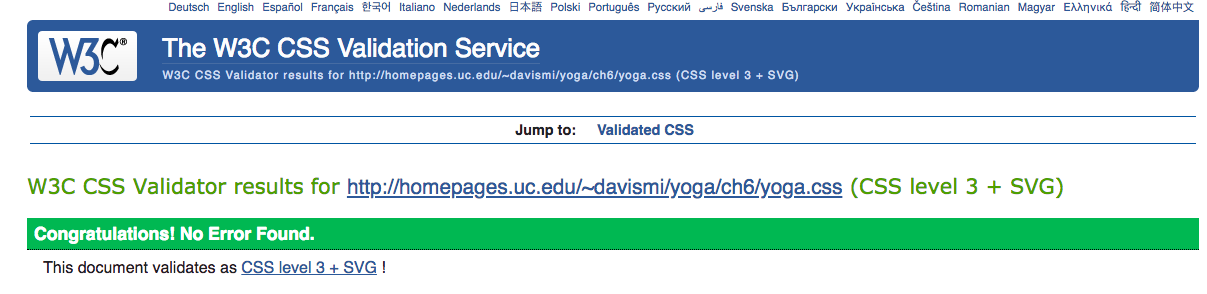 Deutsch English Español Français 한국어 Italiano Nederlands 日本語 Polski Português Русский فارسی Svenska Български Українська Čeština Romanian Magyar Ελληνικά हिन्दी 简体中文
W3C®
The W3C CSS Validation Service
W3C CSS Validator results for http://homepages.uc.edu/~davismi/yoga/ch6/yoga.css (CSS level 3 + SVG)
Jump to: Validated CSS
W3C CSS Validator results for http://homepages.uc.edu/~davismi/yoga/ch6/yoga.css (CSS level 3 + SVG)
Congratulations! No Error Found.
This document validates as CSS level 3 + SVG !